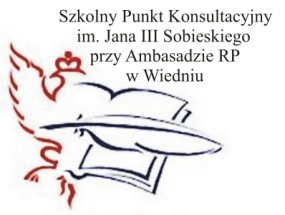 Szkolny Punkt Konsultacyjny
im. Jana III Sobieskiego
przy Ambasadzie RP
w Wiedniu